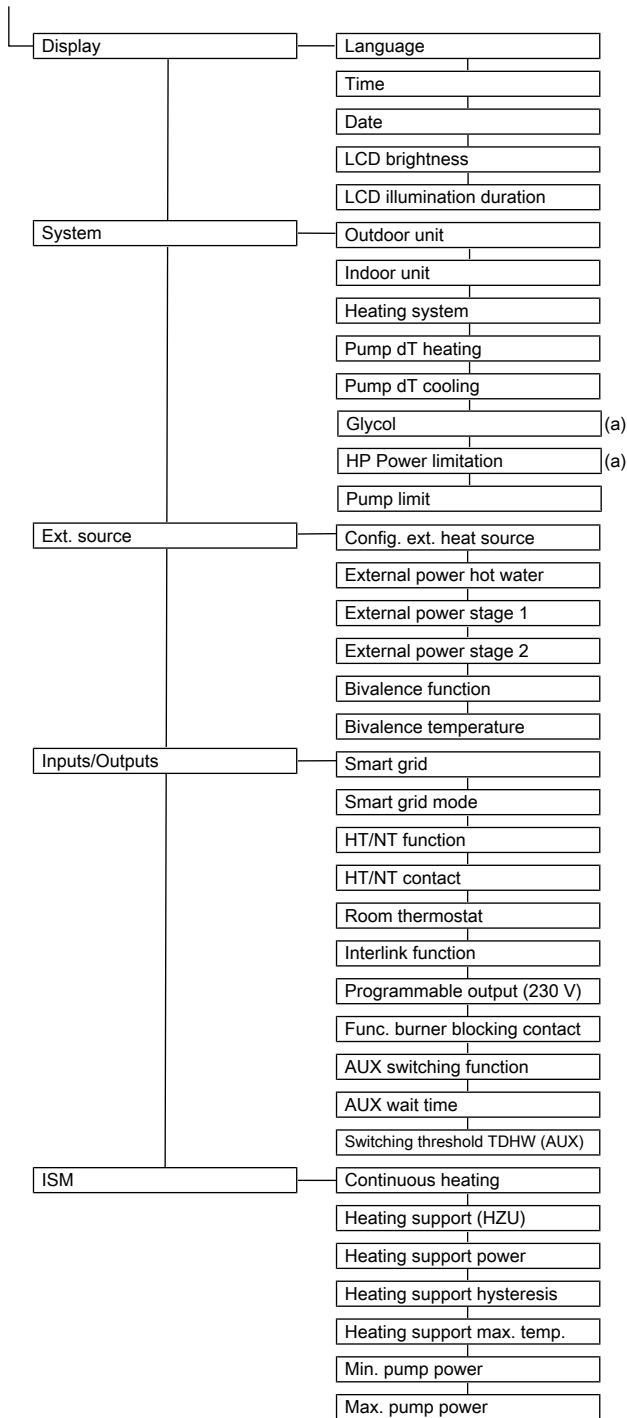 Display
Language
Time
Date
LCD brightness
LCD illumination duration
System
Outdoor unit
Indoor unit
Heating system
Pump dT heating
Pump dT cooling
Glycol (a)
HP Power limitation (a)
Pump limit
Ext. source
Config. ext. heat source
External power hot water
External power stage 1
External power stage 2
Bivalence function
Bivalence temperature
Inputs/Outputs
Smart grid
Smart grid mode
HT/NT function
HT/NT contact
Room thermostat
Interlink function
Programmable output (230 V)
Func. burner blocking contact
AUX switching function
AUX wait time
Switching threshold TDHW (AUX)
ISM
Continuous heating
Heating support (HZU)
Heating support power
Heating support hysteresis
Heating support max. temp.
Min. pump power
Max. pump power